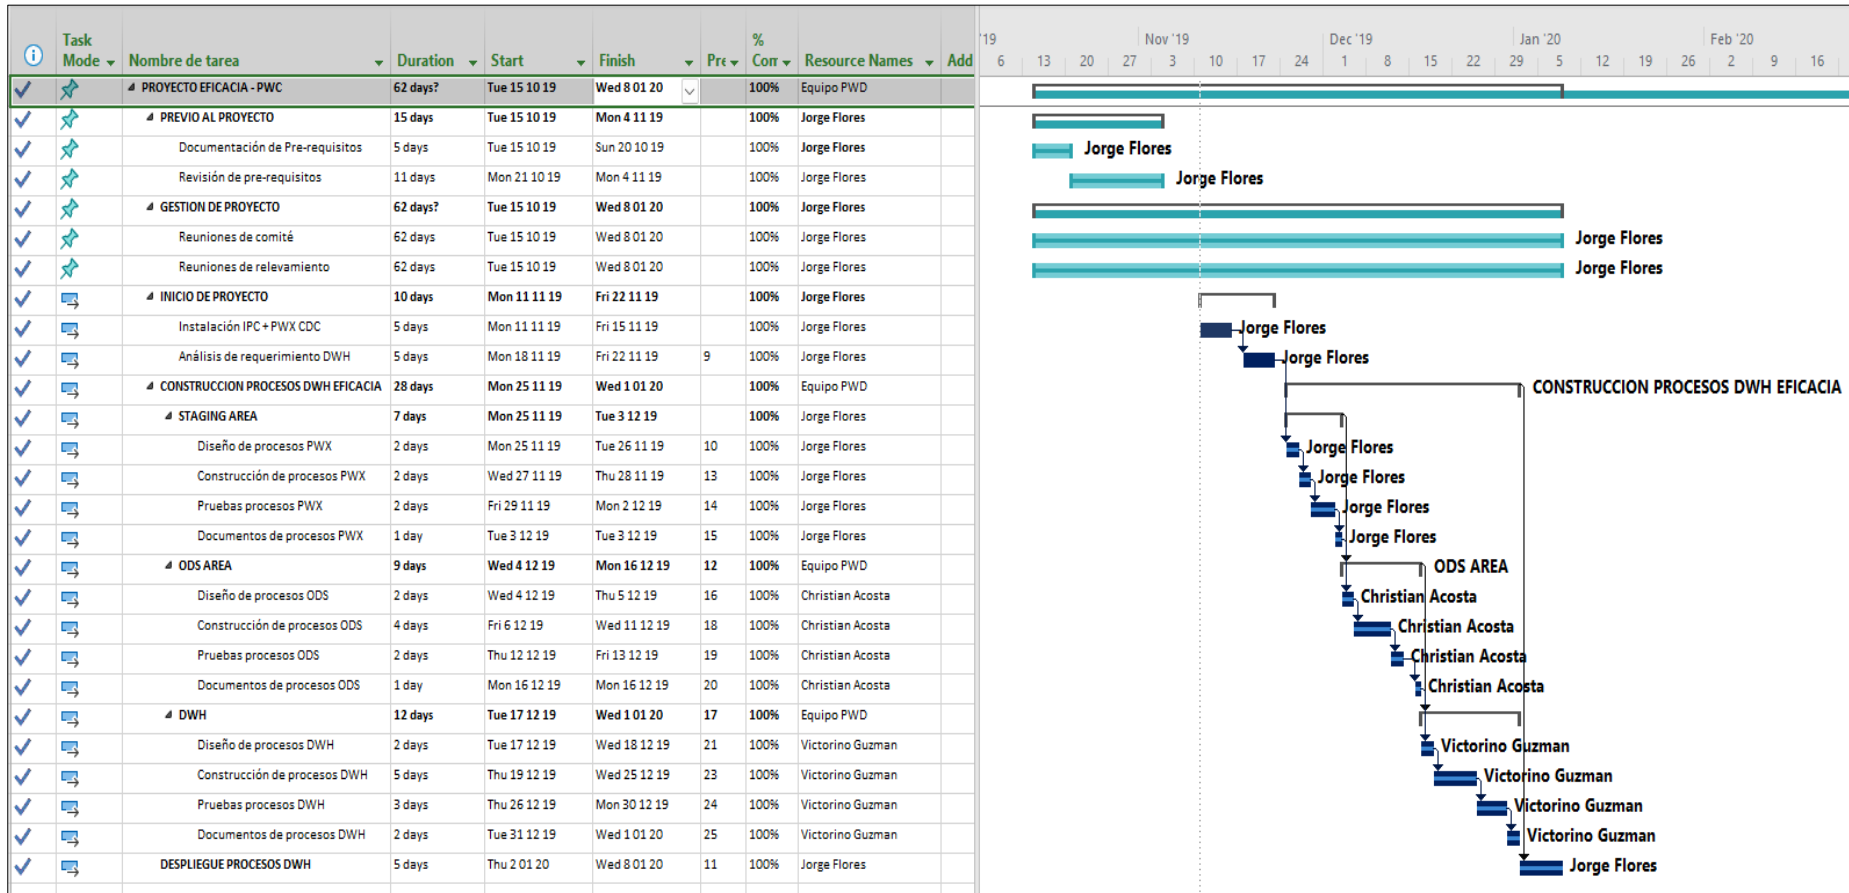 '19 Nov '19 Dec '19 Jan '20 Feb '20
Task Mode Nombre de tarea Duration Start Finish Pre % Com Resource Names Add 6 13 20 27 3 10 17 24 1 8 15 22 29 5 12 19 26 2 9 16
PROYECTO EFICACIA - PWC 62 days? Tue 15 10 19 Wed 8 01 20 100% Equipo PWD
PREVIO AL PROYECTO 15 days Tue 15 10 19 Mon 4 11 19 100% Jorge Flores
Documentación de Pre-requisitos 5 days Tue 15 10 19 Sun 20 10 19 100% Jorge Flores Jorge Flores
Revisión de pre-requisitos 11 days Mon 21 10 19 Mon 4 11 19 100% Jorge Flores Jorge Flores
GESTION DE PROYECTO 62 days? Tue 15 10 19 Wed 8 01 20 100% Jorge Flores
Reuniones de comité 62 days Tue 15 10 19 Wed 8 01 20 100% Jorge Flores Jorge Flores
Reuniones de relevamiento 62 days Tue 15 10 19 Wed 8 01 20 100% Jorge Flores Jorge Flores
INICIO DE PROYECTO 10 days Mon 11 11 19 Fri 22 11 19 100% Jorge Flores
Instalación IPC + PWX CDC 5 days Mon 11 11 19 Fri 15 11 19 100% Jorge Flores Jorge Flores
Análisis de requerimiento DWH 5 days Mon 18 11 19 Fri 22 11 19 9 100% Jorge Flores Jorge Flores
CONSTRUCCION PROCESOS DWH EFICACIA 28 days Mon 25 11 19 Wed 1 01 20 100% Equipo PWD CONSTRUCCION PROCESOS DWH EFICACIA
STAGING AREA 7 days Mon 25 11 19 Tue 3 12 19 100% Jorge Flores
Diseño de procesos PWX 2 days Mon 25 11 19 Tue 26 11 19 10 100% Jorge Flores Jorge Flores
Construcción de procesos PWX 2 days Wed 27 11 19 Thu 28 11 19 13 100% Jorge Flores Jorge Flores
Pruebas procesos PWX 2 days Fri 29 11 19 Mon 2 12 19 14 100% Jorge Flores Jorge Flores
Documentos de procesos PWX 1 day Tue 3 12 19 Tue 3 12 19 15 100% Jorge Flores Jorge Flores
ODS AREA 9 days Wed 4 12 19 Mon 16 12 19 12 100% Equipo PWD ODS AREA
Diseño de procesos ODS 2 days Wed 4 12 19 Thu 5 12 19 16 100% Christian Acosta Christian Acosta
Construcción de procesos ODS 4 days Fri 6 12 19 Wed 11 12 19 18 100% Christian Acosta Christian Acosta
Pruebas procesos ODS 2 days Thu 12 12 19 Fri 13 12 19 19 100% Christian Acosta Christian Acosta
Documentos de procesos ODS 1 day Mon 16 12 19 Mon 16 12 19 20 100% Christian Acosta Christian Acosta
DWH 12 days Tue 17 12 19 Wed 1 01 20 17 100% Equipo PWD
Diseño de procesos DWH 2 days Tue 17 12 19 Wed 18 12 19 21 100% Victorino Guzman Victorino Guzman
Construcción de procesos DWH 5 days Thu 19 12 19 Wed 25 12 19 23 100% Victorino Guzman Victorino Guzman
Pruebas procesos DWH 3 days Thu 26 12 19 Mon 30 12 19 24 100% Victorino Guzman Victorino Guzman
Documentos de procesos DWH 2 days Tue 31 12 19 Wed 1 01 20 25 100% Victorino Guzman Victorino Guzman
DESPLIEGUE PROCESOS DWH 5 days Thu 2 01 20 Wed 8 01 20 11 100% Jorge Flores Jorge Flores